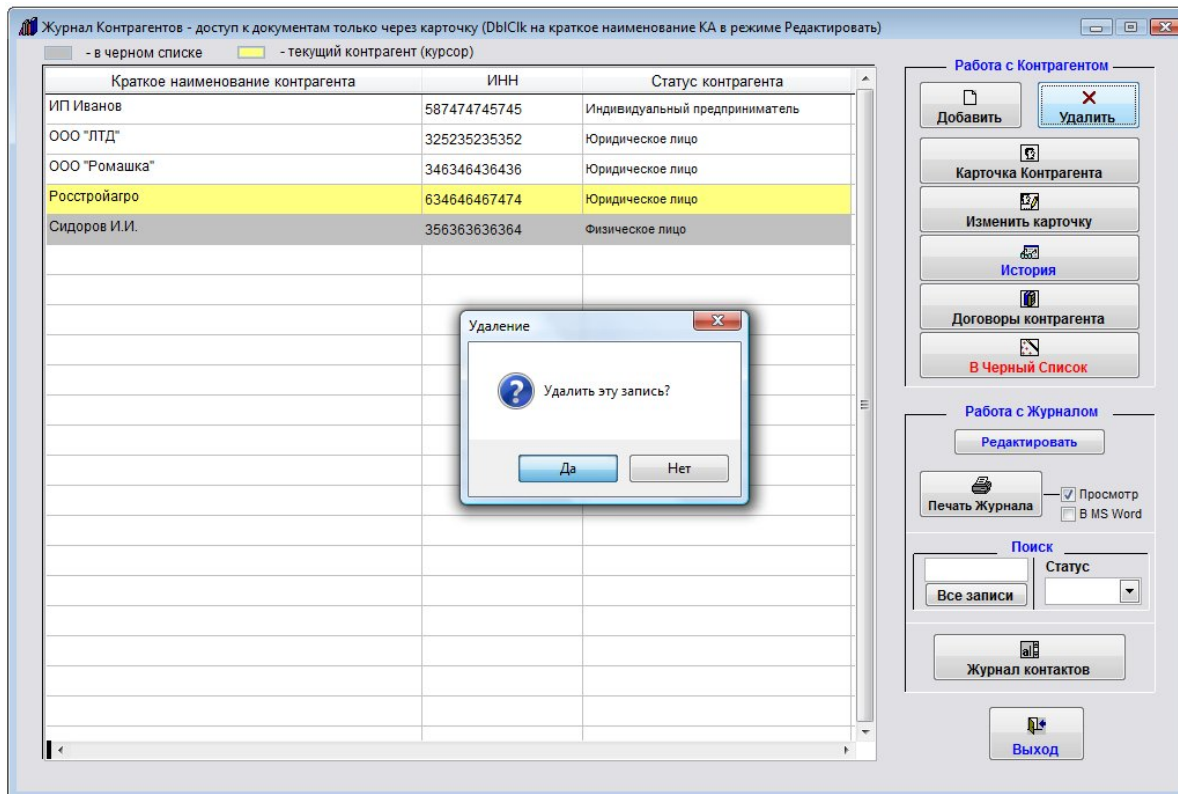 Журнал Контрагентов - доступ к документам только через карточку (DblClk на краткое наименование КА в режиме Редактировать)
- в черном списке - текущий контрагент (курсор)
Краткое наименование контрагента ИНН Статус контрагента
ИП Иванов 587474745745 Индивидуальный предприниматель
ООО "ЛТД" 325235235352 Юридическое лицо
ООО "Ромашка" 346346436436 Юридическое лицо
Росстройагро 634646467474 Юридическое лицо
Сидоров И.И. 356363636364 Физическое лицо
Удаление
Удалить эту запись?
Да Нет
Работа с Контрагентом
Добавить Удалить
Карточка Контрагента
Изменить карточку
История
Договоры контрагента
В Черный Список
Работа с Журналом
Редактировать
Печать Журнала
Просмотр
В MS Word
Поиск
Статус
Все записи
Журнал контактов
Выход